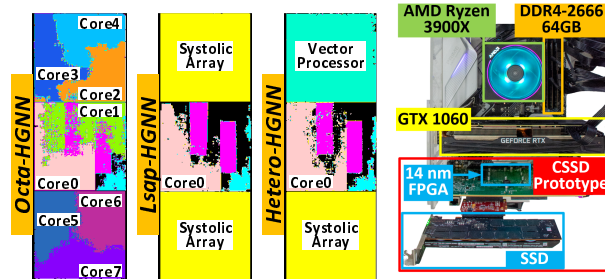 Octa-HGNN
Core4
Core3
Core2
Core1
Core0
Core6
Core5
Core7
Lsap-HGNN
Systolic
Array
Core0
Systolic
Array
Hetero-HGNN
Vector
Processor
Core0
Systolic
Array
AMD Ryzen
3900X
DDR4-2666
64GB
GTX 1060
GEFORCE RTX
CSSD
Prototype
14 nm
FPGA
SSD